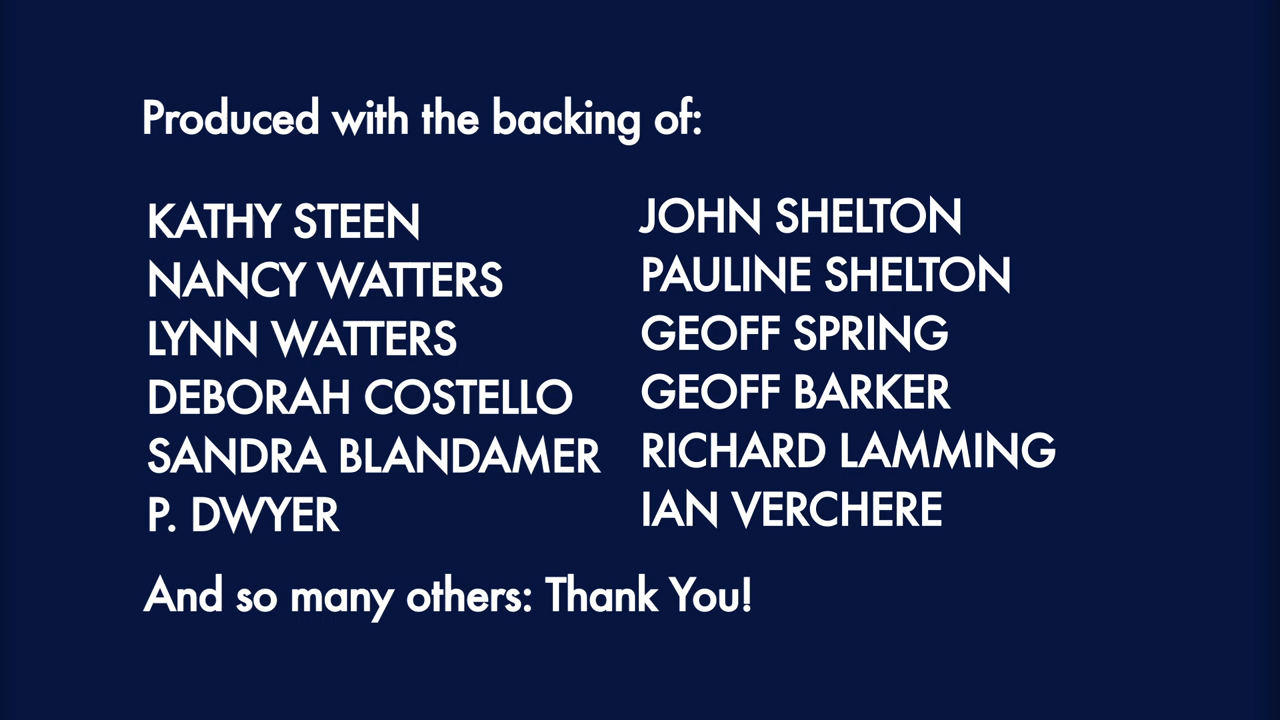 Produced with the backing of:
KATHY STEEN
NANCY WATTERS
LYNN WATTERS
DEBORAH COSTELLO
SANDRA BLANDAMER
P. DWYER
JOHN SHELTON
PAULINE SHELTON
GEOFF SPRING
GEOFF BARKER
RICHARD LAMMING
IAN VERCHERE
And so many others: Thank You!